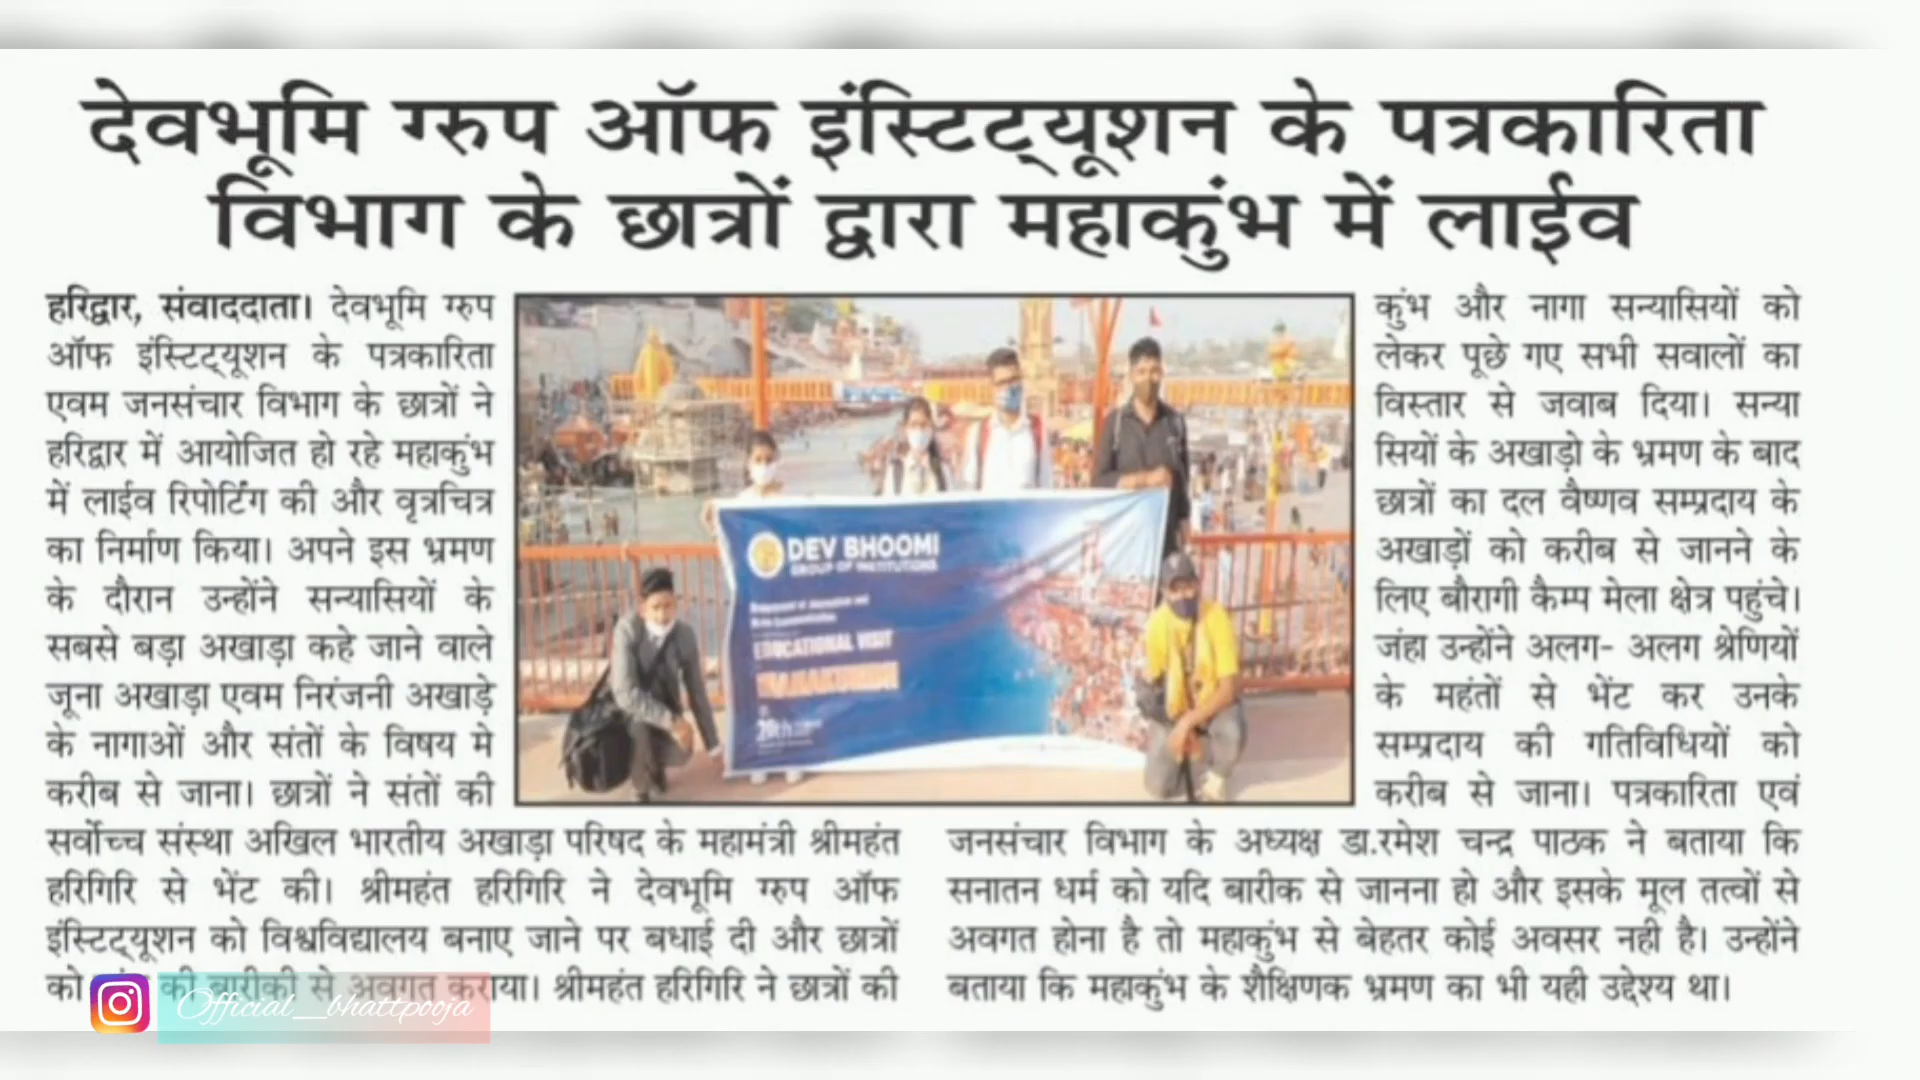 देवभूमि ग्रुप ऑफ इंस्टिट्यूशन के पत्रकारिता
विभाग के छात्रों द्वारा महाकुंभ में लाईव
हरिद्वार, संवाददाता। देवभूमि ग्रुप
ऑफ इंस्टिट्यूशन के पत्रकारिता
एवम जनसंचार विभाग के छात्रों ने
हरिद्वार में आयोजित हो रहे महाकुंभ
में लाईव रिपोर्टिंग की और वृत्रचित्र
का निर्माण किया। अपने इस भ्रमण
के दौरान उन्होंने सन्यासियों के
सबसे बड़ा अखाड़ा कहे जाने वाले
जूना अखाड़ा एवम निरंजनी अखाड़े
के नागाओं और संतों के विषय मे
करीब से जाना। छात्रों ने संतों की
सर्वोच्च संस्था अखिल भारतीय अखाड़ा परिषद के महामंत्री श्रीमहंत
हरिगिरि से भेंट की। श्रीमहंत हरिगिरि ने देवभूमि ग्रुप ऑफ
इंस्टिट्यूशन को विश्वविद्यालय बनाए जाने पर बधाई दी और छात्रों
को की बारीकी से अवगत कराया। श्रीमहंत हरिगिरि ने छात्रों की
DEV BHOOMI
GROUP OF INSTITUTIONS
EDUCATIONAL VISIT
कुंभ और नागा सन्यासियों को
लेकर पूछे गए सभी सवालों का
विस्तार से जवाब दिया। सन्या
सियों के अखाड़ो के भ्रमण के बाद
छात्रों का दल वैष्णव सम्प्रदाय के
अखाड़ों को करीब से जानने के
लिए बौरागी कैम्प मेला क्षेत्र पहुंचे।
जंहा उन्होंने अलग- अलग श्रेणियों
के महंतों से भेंट कर उनके
सम्प्रदाय की गतिविधियों को
करीब से जाना। पत्रकारिता एवं
जनसंचार विभाग के अध्यक्ष डा.रमेश चन्द्र पाठक ने बताया कि
सनातन धर्म को यदि बारीक से जानना हो और इसके मूल तत्वों से
अवगत होना है तो महाकुंभ से बेहतर कोई अवसर नही है। उन्होंने
बताया कि महाकुंभ के शैक्षिणक भ्रमण का भी यही उद्देश्य था।
Official_bhattpooja